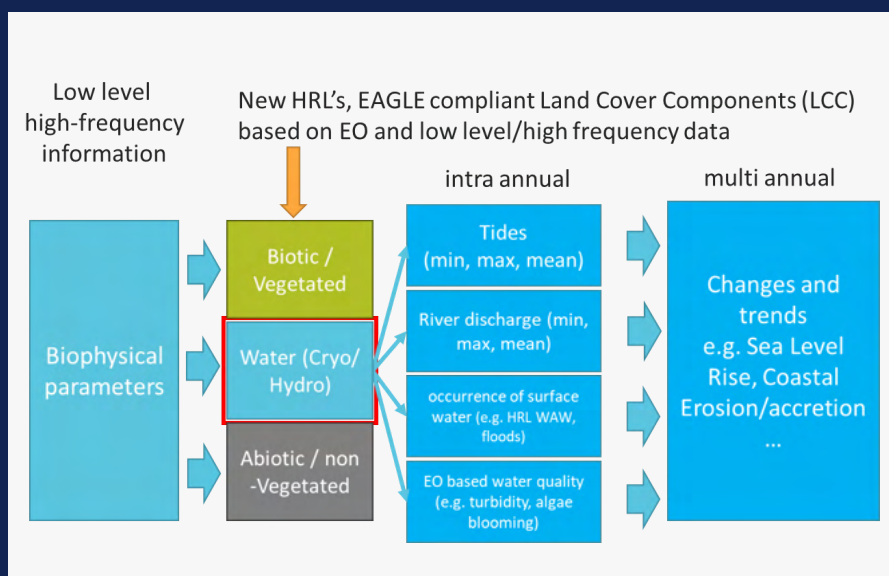 Low level
high-frequency
information
New HRL's, EAGLE compliant Land Cover Components (LCC)
based on EO and low level/high frequency data
intra annual
multi annual
Biophysical
parameters
Biotic /
Vegetated
Water (Cryo/
Hydro)
Abiotic / non
-Vegetated
Tides
(min, max, mean)
River discharge (min,
max, mean)
occurrence of surface
water (e.g. HRL WAW,
floods)
EO based water quality
(e.g. turbidity, algae
blooming)
Changes and
trends
e.g. Sea Level
Rise, Coastal
Erosion/accretion
...